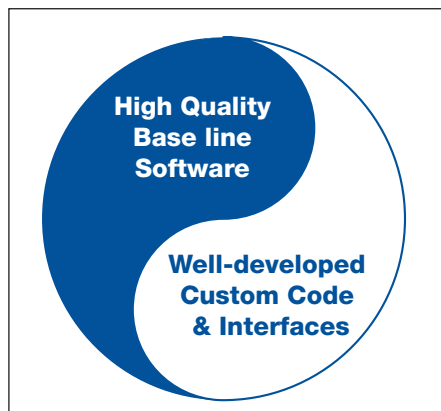 High Quality
Base line
Software
Well-developed
Custom Code
& Interfaces